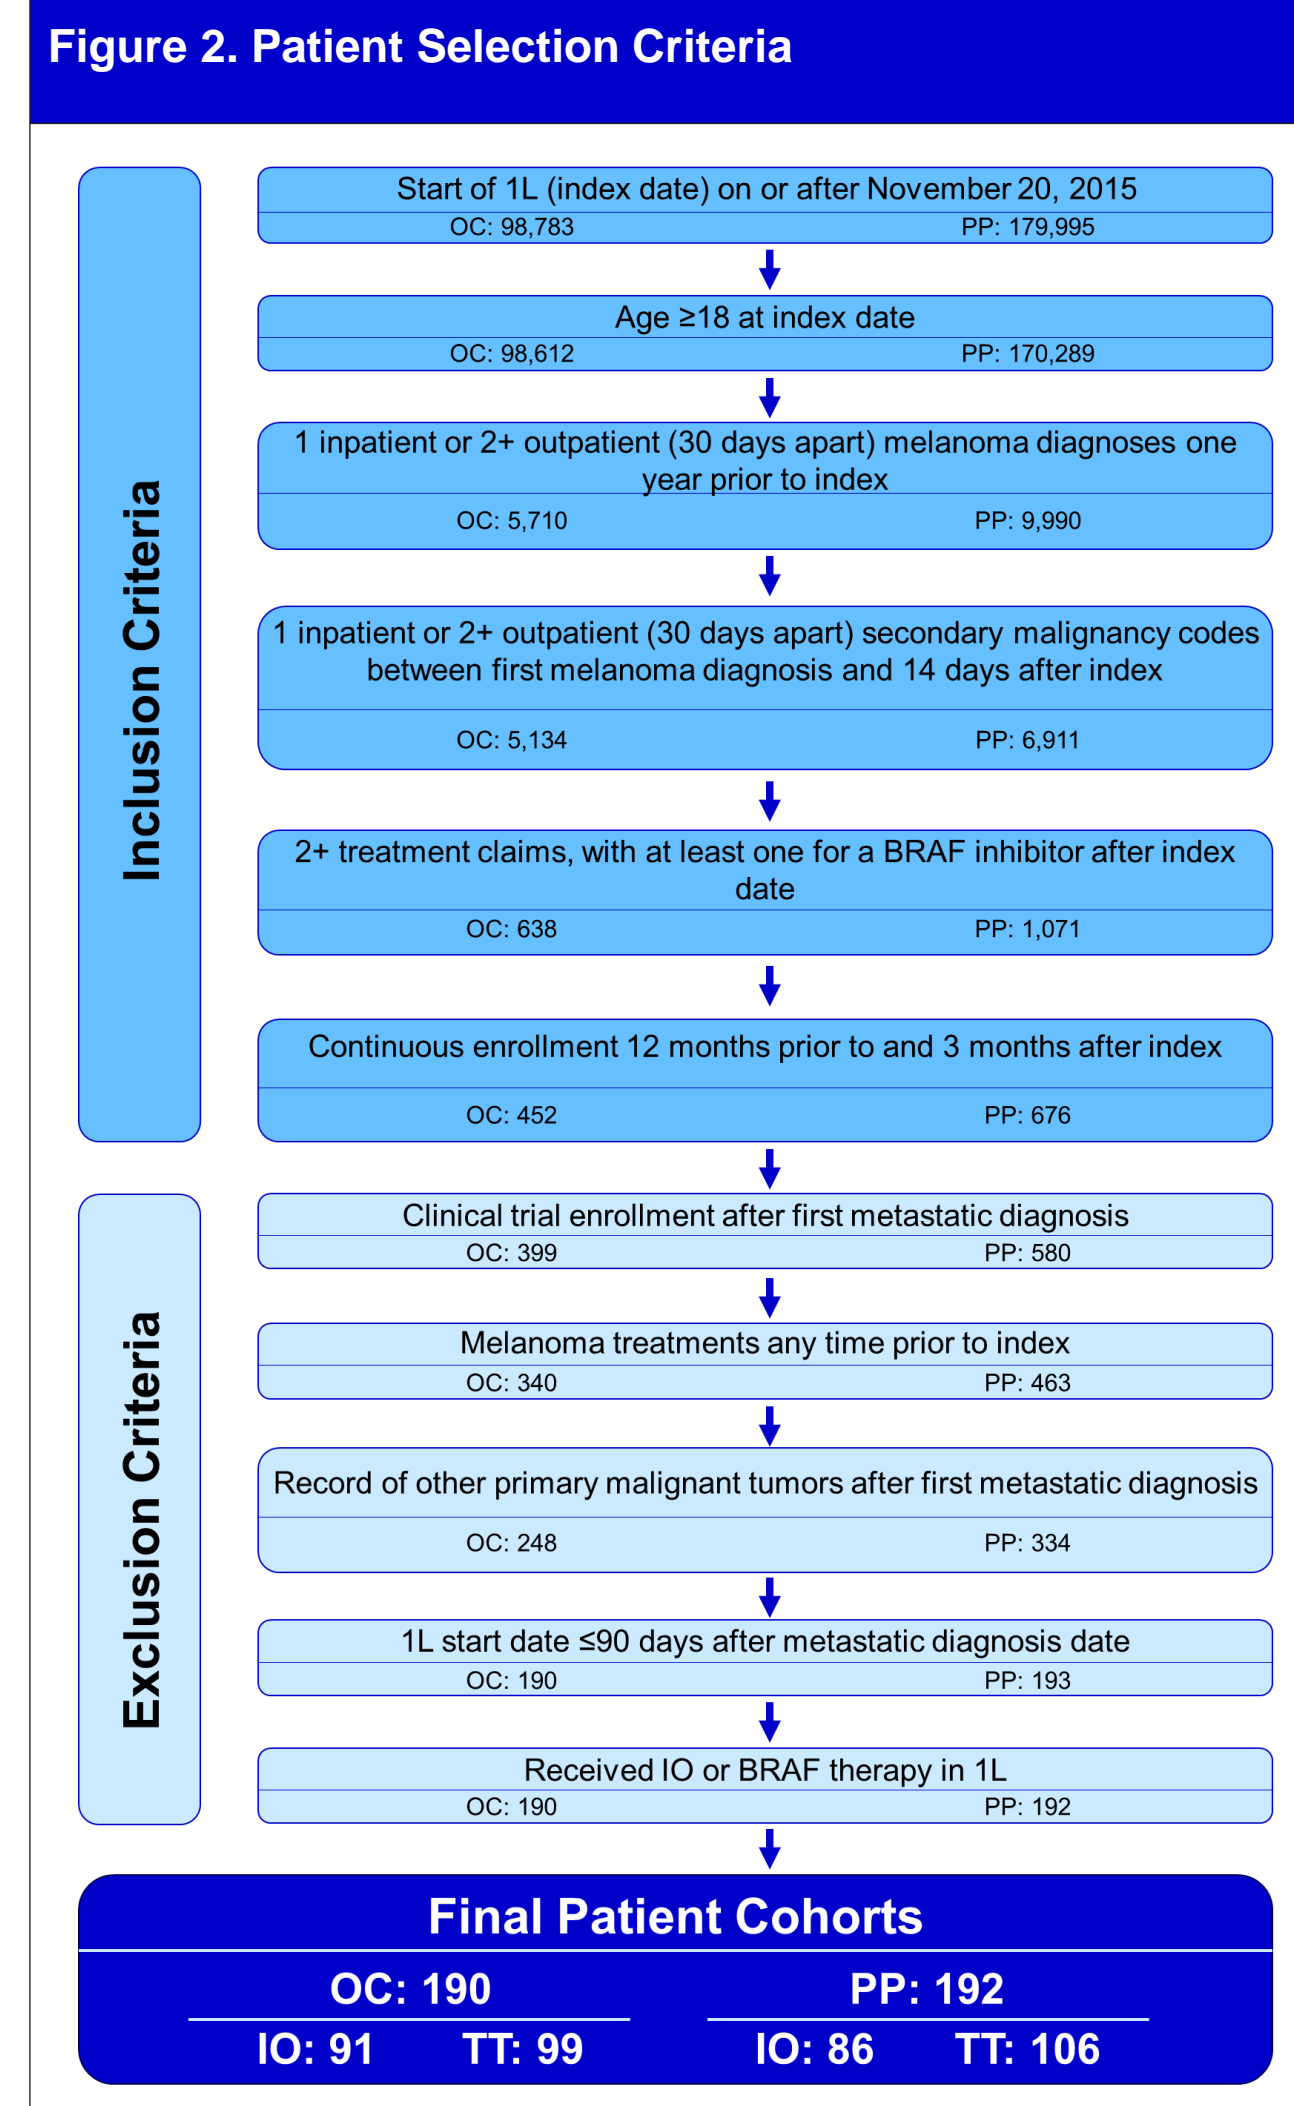 Figure 2. Patient Selection Criteria
Inclusion Criteria
Start of 1L (index date) on or after November 20, 2015
OC: 98,783 PP: 179,995
Age ≥18 at index date
OC: 98,612 PP: 170,289
1 inpatient or 2+ outpatient (30 days apart) melanoma diagnoses one
year prior to index
OC: 5,710 PP: 9,990
1 inpatient or 2+ outpatient (30 days apart) secondary malignancy codes
between first melanoma diagnosis and 14 days after index
OC: 5,134 PP: 6,911
2+ treatment claims, with at least one for a BRAF inhibitor after index
date
OC: 638 PP: 1,071
Continuous enrollment 12 months prior to and 3 months after index
OC: 452 PP: 676
Exclusion Criteria
Clinical trial enrollment after first metastatic diagnosis
OC: 399 PP: 580
Melanoma treatments any time prior to index
OC: 340 PP: 463
Record of other primary malignant tumors after first metastatic diagnosis
OC: 248 PP: 334
1L start date ≤90 days after metastatic diagnosis date
OC: 190 PP: 193
Received IO or BRAF therapy in 1L
OC: 190 PP: 192
Final Patient Cohorts
OC: 190 PP: 192
IO: 91 TT: 99 IO: 86 TT: 106